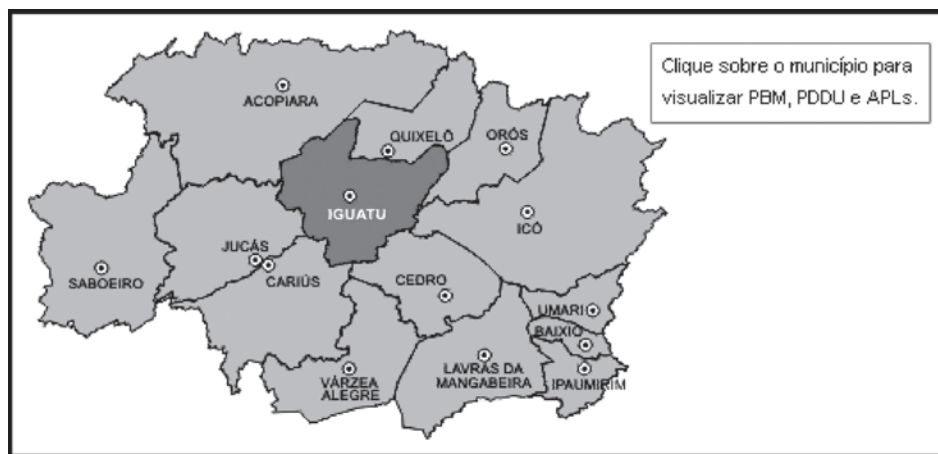 Clique sobre o município para
visualizar PBM, PDDU e APLs.
ACOPIARA
QUIXELÔ
ORÓS
IGUATU
ICÓ
JUCÁS
CARIÚS
SABOEIRO
CEDRO
UMARI
BAIXIO
LAVRAS DA
MANGABEIRA
IPAUMIRIM
VÁRZEA
ALEGRE